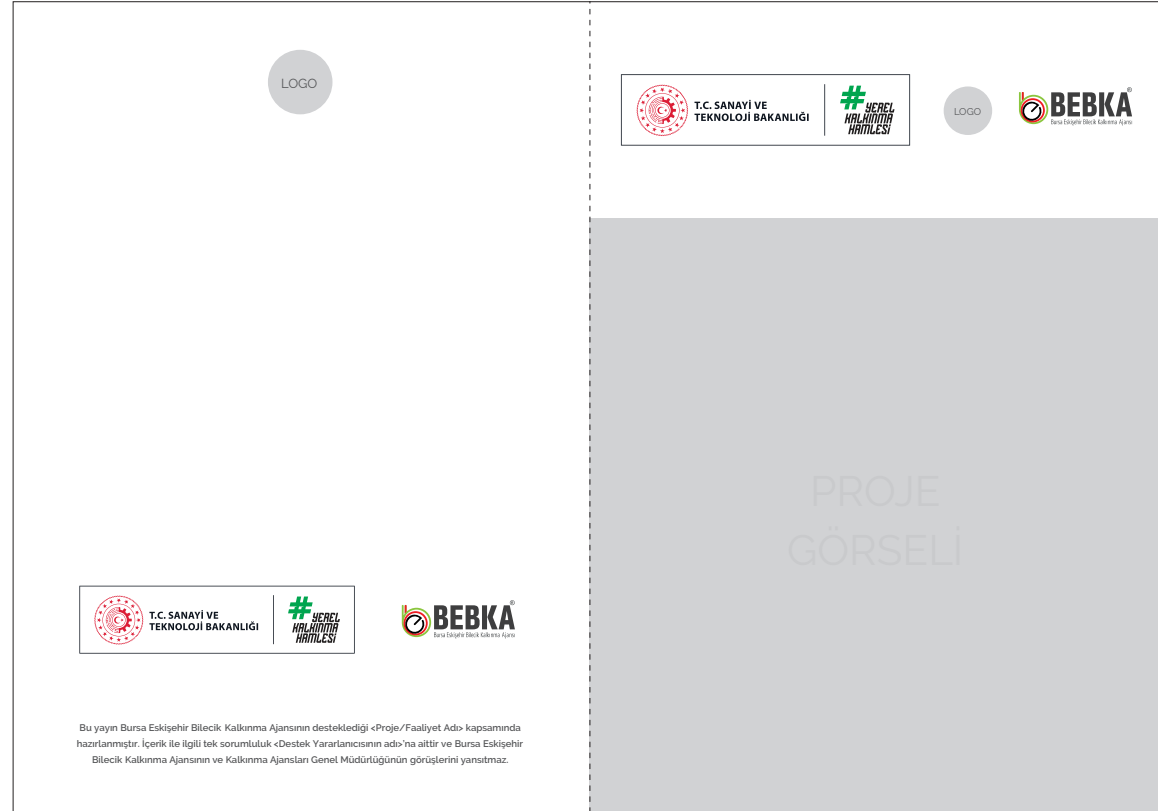 LOGO
T.C. SANAYİ VE
TEKNOLOJİ BAKANLIĞI
#
YEREL
KALKINMA
HAMLESİ
BEBKA®
Bursa Eskişehir Bilecik Kalkınma Ajansı
Bu yayın Bursa Eskişehir Bilecik Kalkınma Ajansının desteklediği <Proje/Faaliyet Adı> kapsamında
hazırlanmıştır. İçerik ile ilgili tek sorumluluk <Destek Yararlanıcısının adı>'na aittir ve Bursa Eskişehir
Bilecik Kalkınma Ajansının ve Kalkınma Ajansları Genel Müdürlüğünün görüşlerini yansıtmaz.
T.C. SANAYİ VE
TEKNOLOJİ BAKANLIĞI
#
YEREL
KALKINMA
HAMLESİ
LOGO
BEBKA®
Bursa Eskişehir Bilecik Kalkınma Ajansı
PROJE
GÖRSELİ